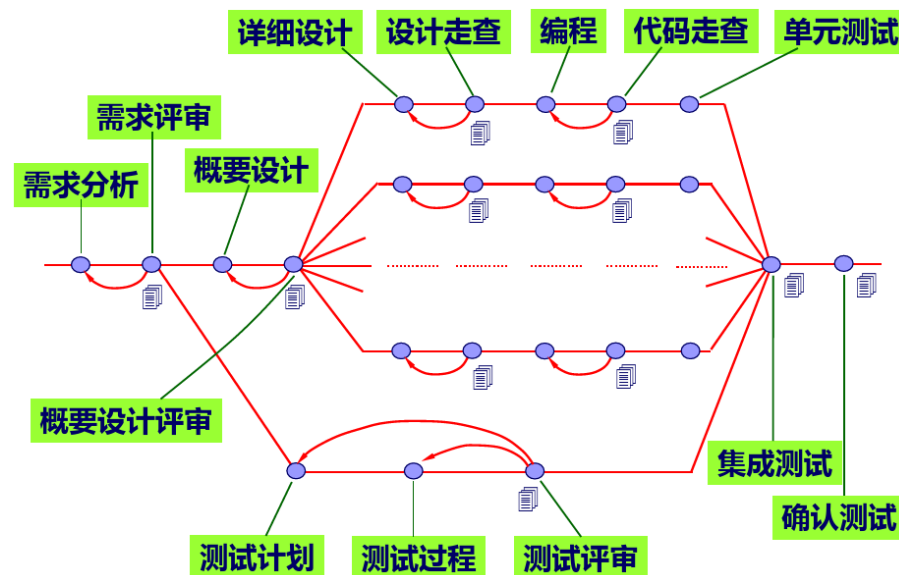 详细设计
设计走查
编程
代码走查
单元测试
需求评审
概要设计
需求分析
概要设计评审
集成测试
确认测试
测试计划
测试过程
测试评审